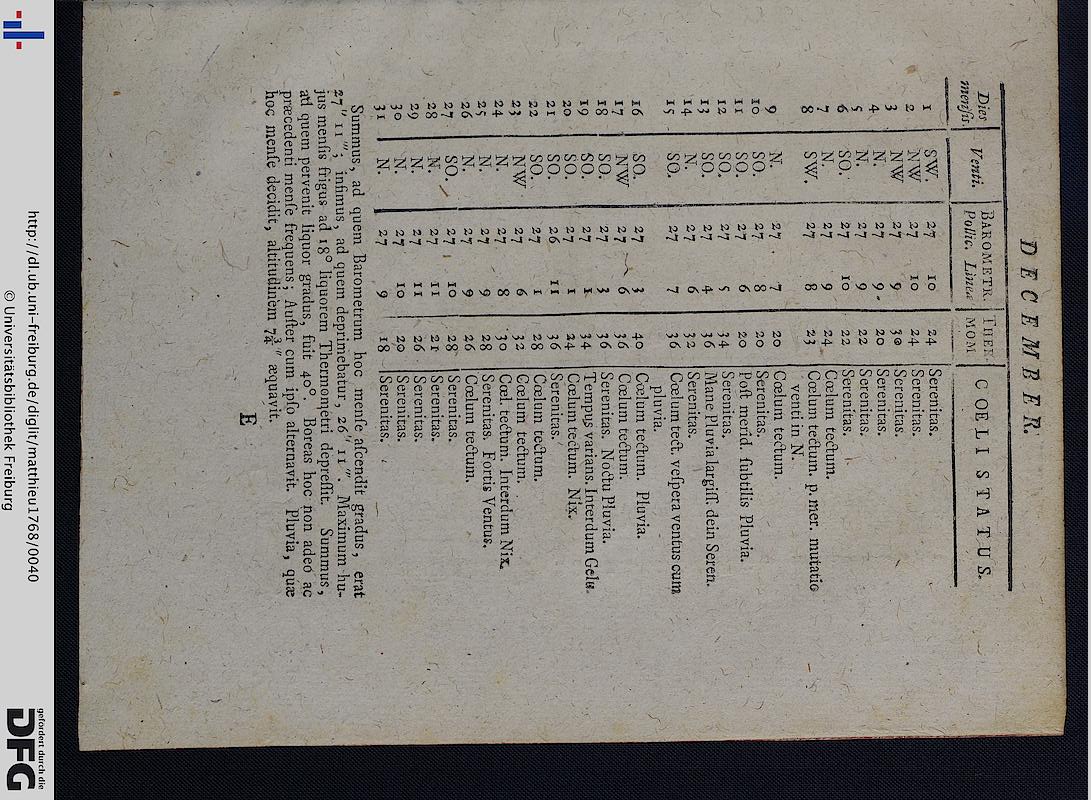 DECEMBER.
Dies menſis. Venti. BAROMETR. Pollic. Lineæ THER MOM COELI STATUS.
1 SW. 27 10 24 Serenitas.
2 NW 27 10 24 Serenitas.
3 NW 27 9 30 Serenitas.
4 N. 27 9. 20 Serenitas.
5 N. 27 9 22 Serenitas.
6 SO. 27 10 22 Serenitas.
7 N. 27 9 24 Cœlum tectum.
8 SW. 27 8 23 Cœlum tectum. p. mer. mutatio
venti in N.
9 N. 27 7 20 Cœlum tectum.
10 SO. 27 8 20 Serenitas.
11 SO. 27 6 20 Poſt merid. ſubtilis Pluvia.
12 SO. 27 5 34 Serenitas.
13 SO. 27 4 36 Mane Pluvia largiſſ. dein Seren.
14 N. 27 6 32 Serenitas.
15 SO. 27 7 36 Cœlum tect. veſpera ventus cum
pluvia.
16 SO. 27 3 40 Cœlum tectum. Pluvia.
17 NW 27 6 36 Cœlum tectum.
18 SO. 27 3 36 Serenitas. Noctu Pluvia.
19 SO. 27 1 34 Tempus varians. Interdum Gelu.
20 SO. 27 1 24 Cœlum tectum. Nix.
21 SO. 26 11 36 Serenitas.
22 SO. 27 1 28 Cœlum tectum.
23 NW 27 6 32 Cœlum tectum.
24 N. 27 8 30 Cœl. tectum. Interdum Nix.
25 N. 27 9 28 Serenitas. Fortis Ventus.
26 N. 27 9 26 Cœlum tectum.
27 SO. 27 10 28 Serenitas.
28 N. 27 11 21 Serenitas.
29 N. 27 11 26 Serenitas.
30 N. 27 10 20 Serenitas.
31 N. 27 9 18 Serenitas.
Summus, ad quem Barometrum hoc menſe aſcendit gradus, erat
27 " 11 "'; infimus, ad quem deprimebatur, 26 " 11 "'. Maximum hu-
jus menſis frigus ad 18° liquorem Thermometri depreſſit. Summus,
ad quem pervenit liquor gradus, fuit 40°. Boreas hoc non adeo ac
præcedenti menſe frequens; Auſter cum ipſo alternavit. Pluvia, quæ
hoc menſe decidit, altitudinem 7¾"' æquavit.
E
http://dl.ub.uni-freiburg.de/diglit/matthieu1768/0040
© Universitätsbibliothek Freiburg
gefördert durch die
DFG